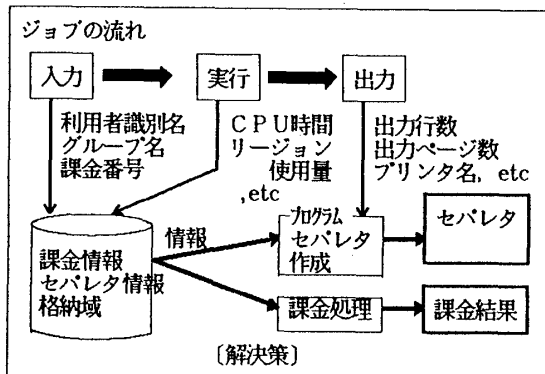 ジョブの流れ
入力
実行
出力
利用者識別名
グループ名
課金番号
CPU時間
リージョン
使用量
,etc
出力行数
出力ページ数
プリンタ名, etc
情報
プログラム
セパレタ
作成
セパレタ
課金情報
セパレタ情報
格納域
課金処理
課金結果
〔解決策〕